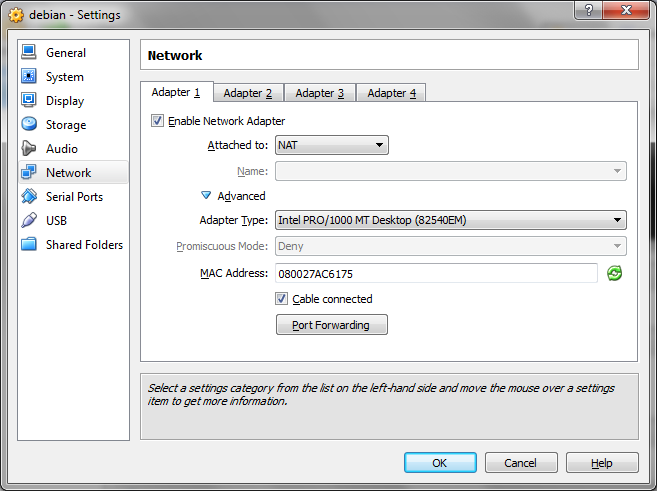 debian - Settings
General
System
Display
Storage
Audio
Network
Serial Ports
USB
Shared Folders
Network
Adapter 1
Adapter 2
Adapter 3
Adapter 4
Enable Network Adapter
Attached to: NAT
Name:
Advanced
Adapter Type: Intel PRO/1000 MT Desktop (82540EM)
Promiscuous Mode: Deny
MAC Address: 080027AC6175
Cable connected
Port Forwarding
Select a settings category from the list on the left-hand side and move the mouse over a settings
item to get more information.
OK Cancel Help